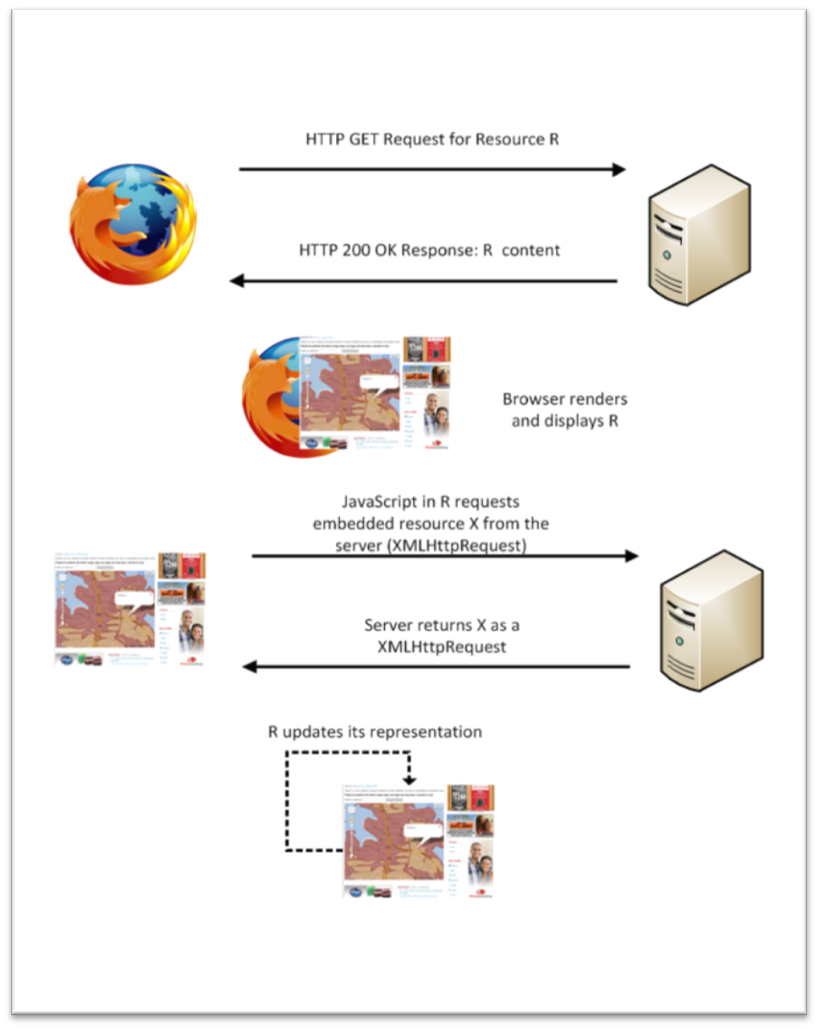 HTTP GET Request for Resource R
HTTP 200 OK Response: R content
Browser renders
and displays R
JavaScript in R requests
embedded resource X from the
server (XMLHttpRequest)
Server returns X as a
XMLHttpRequest
R updates its representation